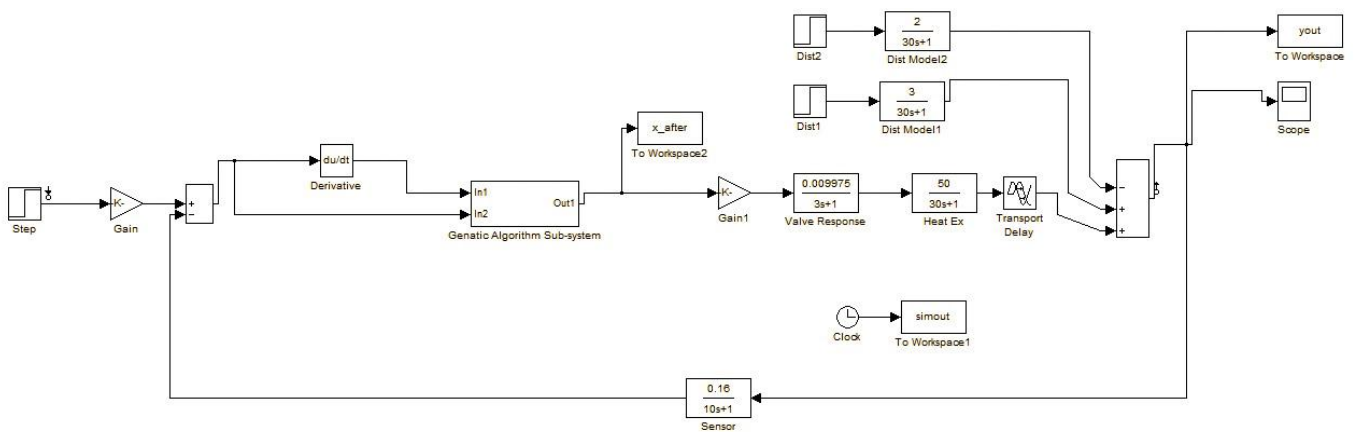 2
30s+1
Dist2
Dist Model2
yout
To Workspace
3
30s+1
Dist1
Dist Model1
Scope
x_after
To Workspace2
du/dt
Derivative
Step
-K-
Gain
+
−
In1
In2
Out1
Genatic Algorithm Sub-system
-K-
Gain1
0.009975
3s+1
Valve Response
50
30s+1
Heat Ex
Transport
Delay
−
+
+
Clock
simout
To Workspace1
0.16
10s+1
Sensor